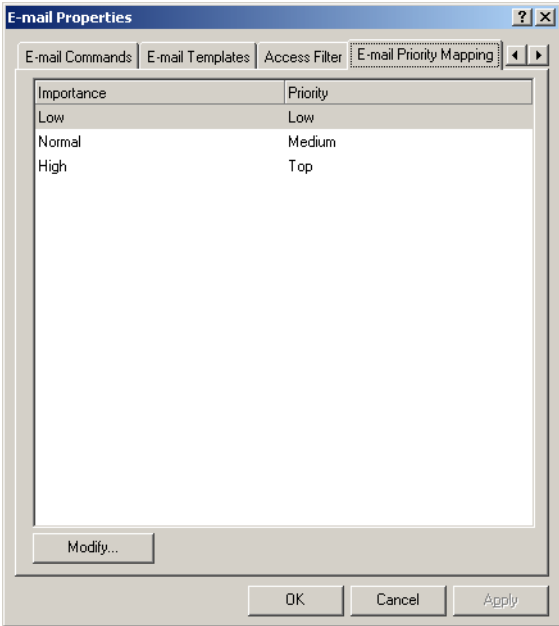 E-mail Properties
E-mail Commands E-mail Templates Access Filter E-mail Priority Mapping
Importance Priority
Low Low
Normal Medium
High Top
Modify...
OK Cancel Apply